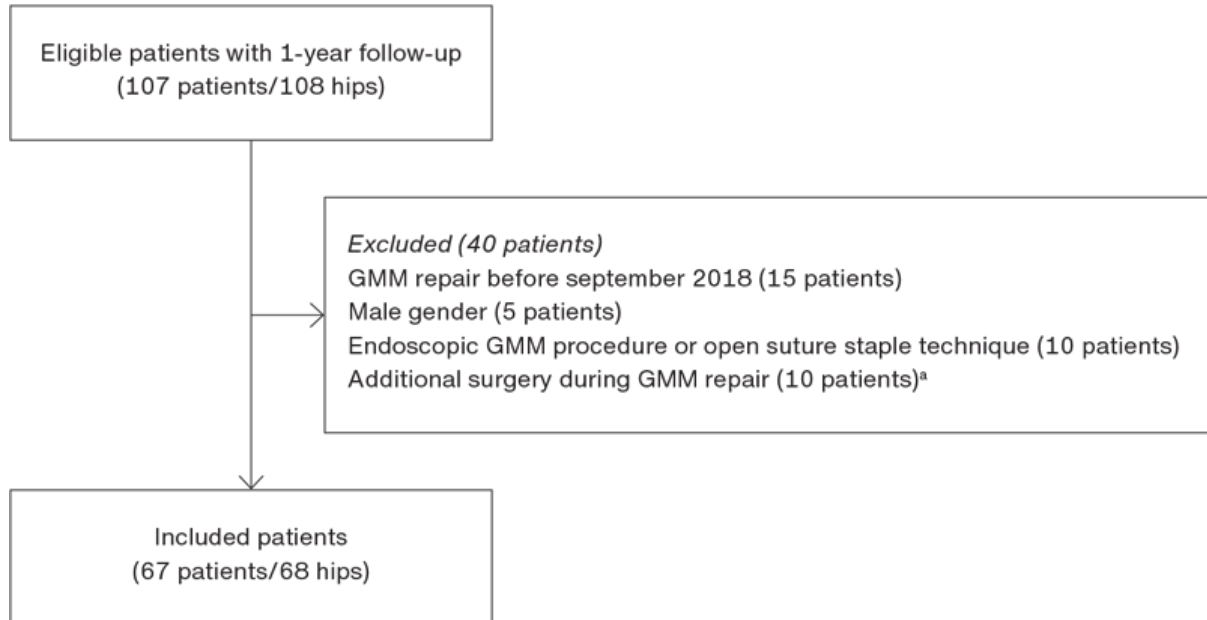 Eligible patients with 1-year follow-up
(107 patients/108 hips)
Excluded (40 patients)
GMM repair before september 2018 (15 patients)
Male gender (5 patients)
Endoscopic GMM procedure or open suture staple technique (10 patients)
Additional surgery during GMM repair (10 patients)ᵃ
Included patients
(67 patients/68 hips)